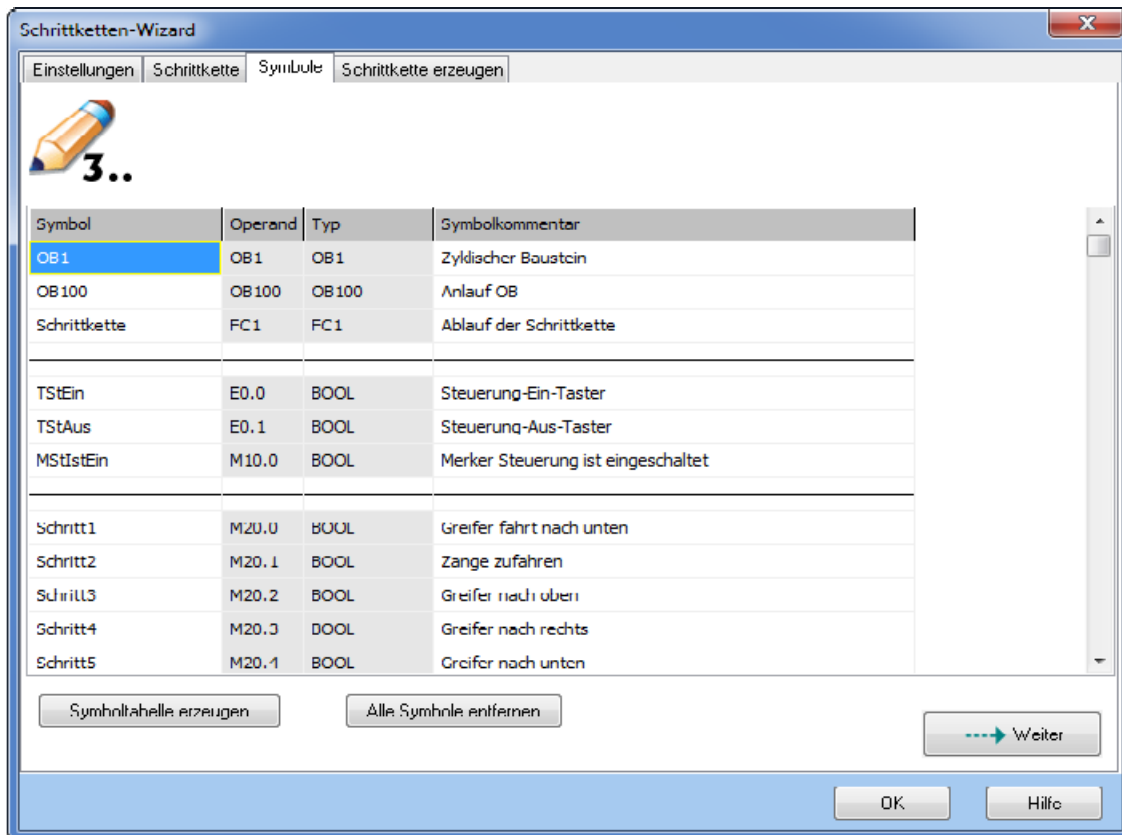 Schrittketten-Wizard
Einstellungen Schrittkette Symbole Schrittkette erzeugen
3..
Symbol Operand Typ Symbolkommentar
OB1 OB1 OB1 Zyklischer Baustein
OB100 OB100 OB100 Anlauf OB
Schrittkette FC1 FC1 Ablauf der Schrittkette
TStEin E0.0 BOOL Steuerung-Ein-Taster
TStAus E0.1 BOOL Steuerung-Aus-Taster
MStIstEin M10.0 BOOL Merker Steuerung ist eingeschaltet
Schritt1 M20.0 BOOL Greifer fährt nach unten
Schritt2 M20.1 BOOL Zange zufahren
Schritt3 M20.2 BOOL Greifer nach oben
Schritt4 M20.3 BOOL Greifer nach rechts
Schritt5 M20.4 BOOL Greifer nach unten
Symboltabelle erzeugen Alle Symbole entfernen
Weiter
OK Hilfe